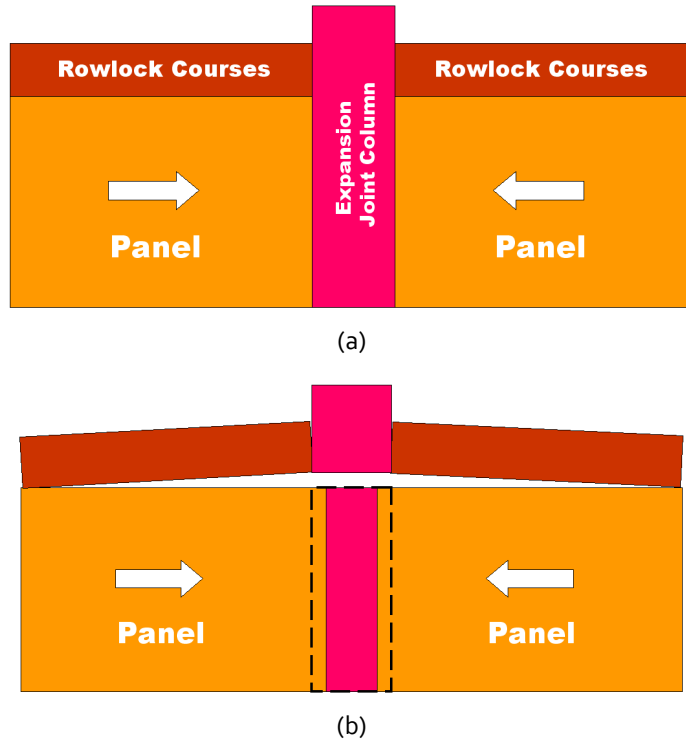 Rowlock Courses
Rowlock Courses
Expansion
Joint Column
Panel
Panel
(a)
Panel
Panel
(b)